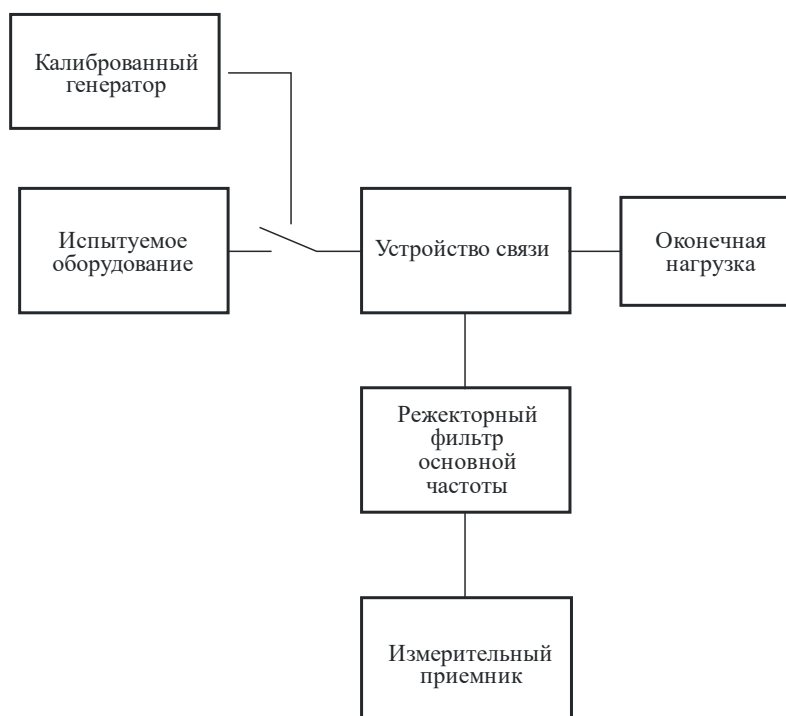 Калиброванный
генератор
Испытуемое
оборудование
Устройство связи
Оконечная
нагрузка
Режекторный
фильтр
основной
частоты
Измерительный
приемник